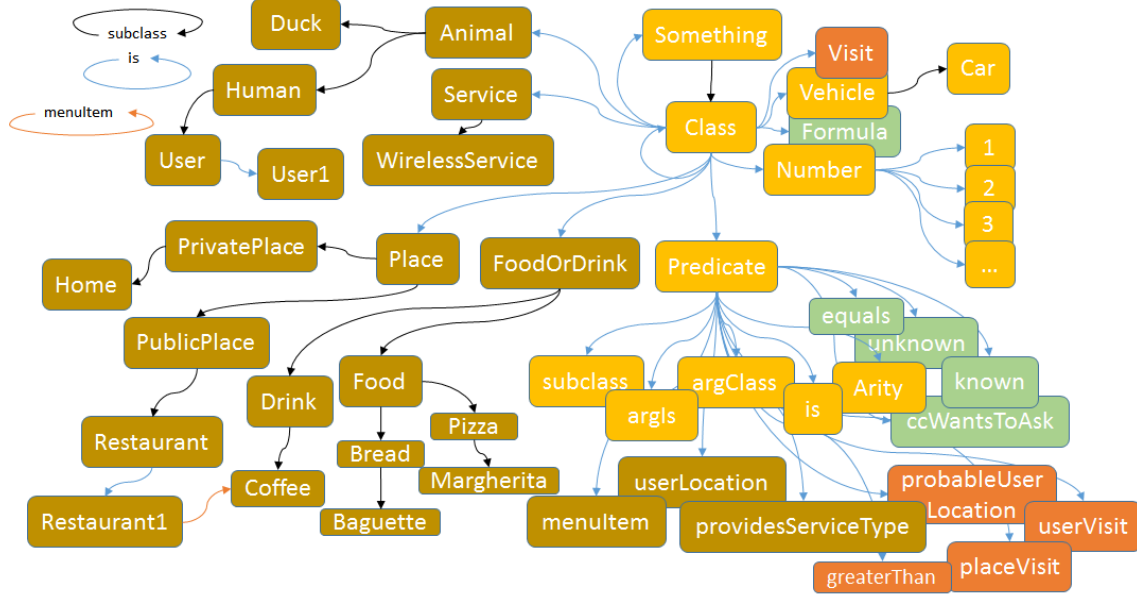 subclass
is
menuItem
Duck
Animal
Something
Visit
Car
Human
Service
Vehicle
Class
Formula
User
User1
WirelessService
Number
1
2
3
...
PrivatePlace
Place
FoodOrDrink
Predicate
Home
PublicPlace
equals
unknown
Drink
Food
subclass
argClass
is
Arity
known
argIs
ccWantsToAsk
Restaurant
Pizza
Bread
Margherita
Coffee
userLocation
probableUser
Location
Restaurant1
Baguette
menuItem
providesServiceType
userVisit
placeVisit
greaterThan